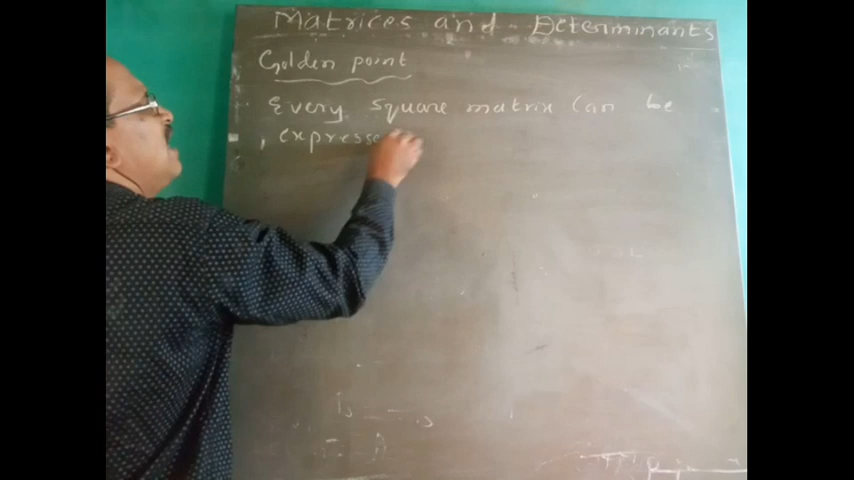 Matrices and Determinants
Golden point
Every square matrix can be
expresse